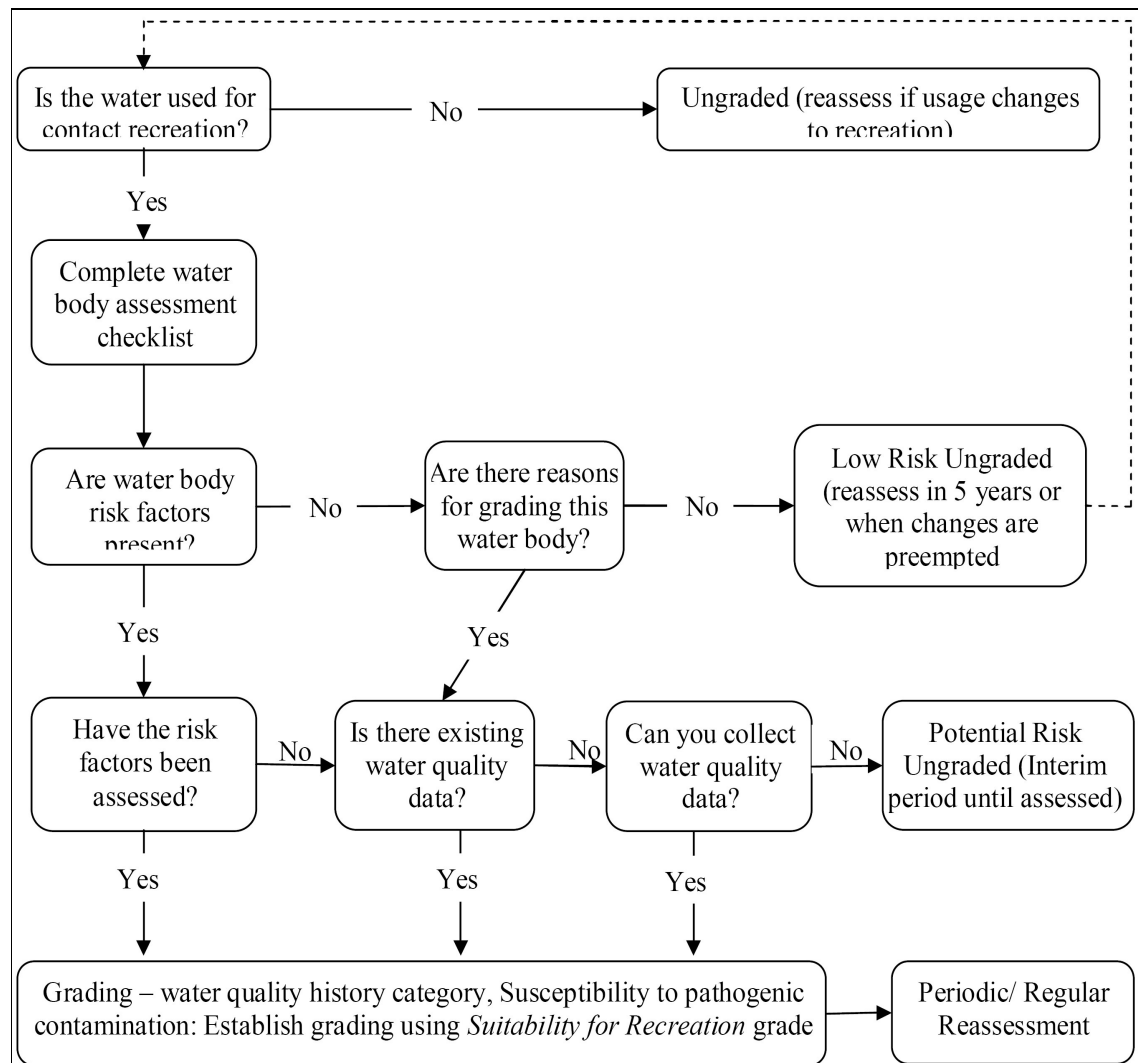 Is the water used for
contact recreation?
No
Ungraded (reassess if usage changes
to recreation)
Yes
Complete water
body assessment
checklist
Are water body
risk factors
present?
No
Are there reasons
for grading this
water body?
No
Low Risk Ungraded
(reassess in 5 years or
when changes are
preempted
Yes
Yes
Have the risk
factors been
assessed?
No
Is there existing
water quality
data?
No
Can you collect
water quality
data?
No
Potential Risk
Ungraded (Interim
period until assessed)
Yes
Yes
Yes
Grading – water quality history category, Susceptibility to pathogenic
contamination: Establish grading using Suitability for Recreation grade
Periodic/ Regular
Reassessment